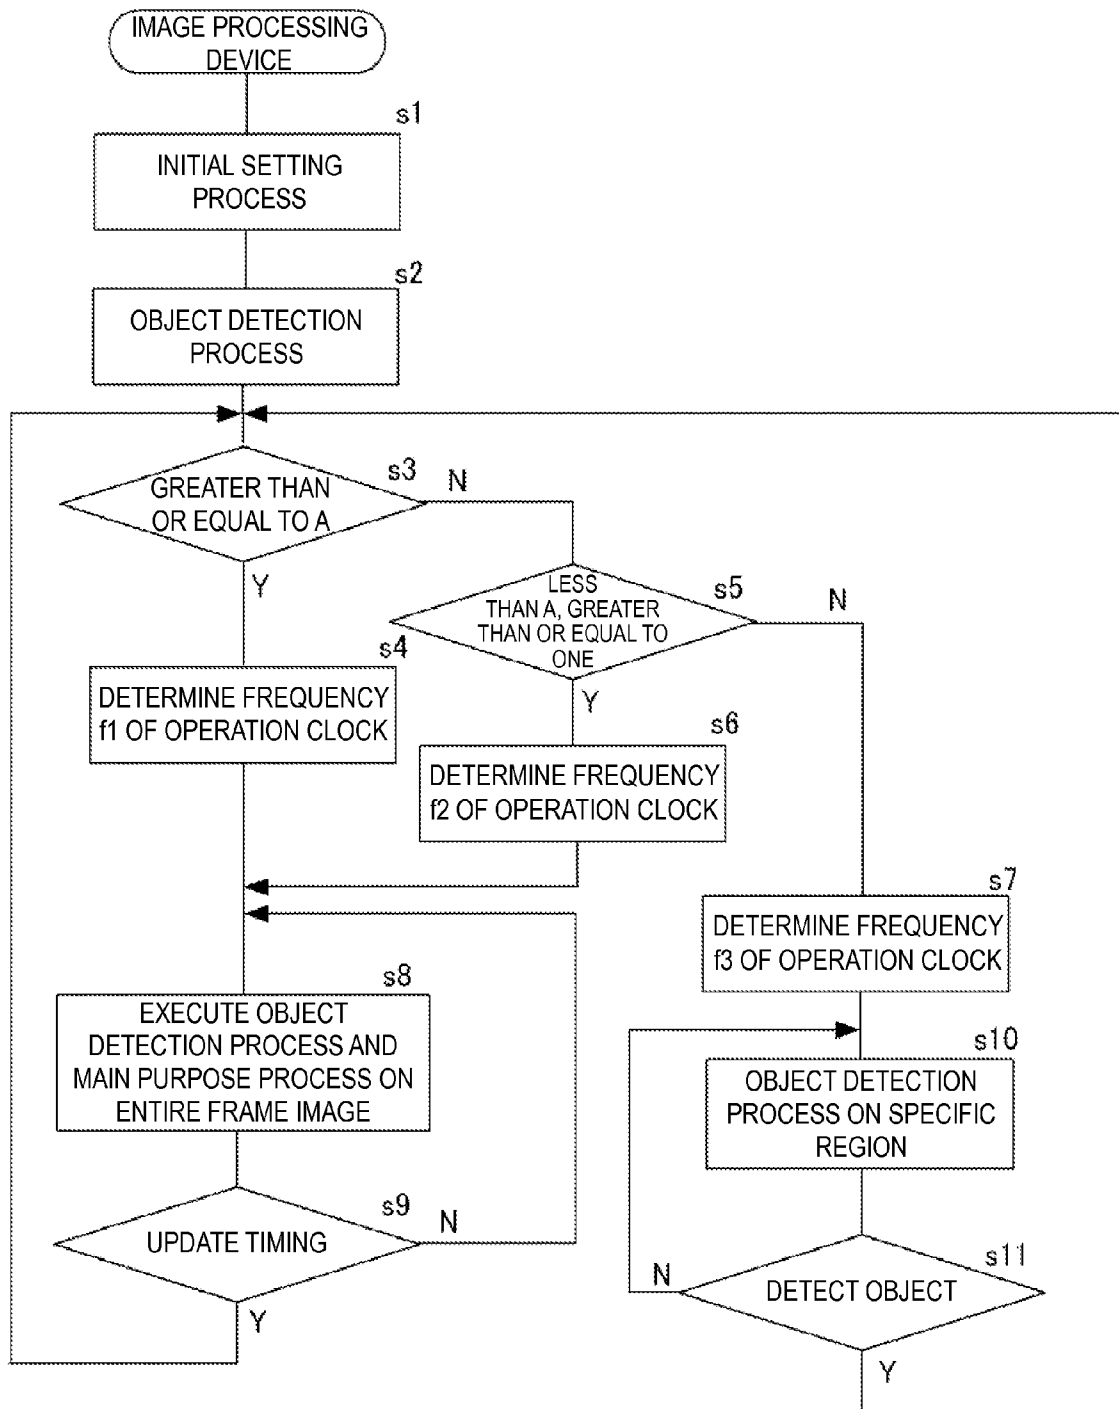 IMAGE PROCESSING
DEVICE
s1
INITIAL SETTING
PROCESS
s2
OBJECT DETECTION
PROCESS
s3
GREATER THAN
OR EQUAL TO A
N
Y
s5
LESS
THAN A, GREATER
THAN OR EQUAL TO
ONE
N
Y
s4
DETERMINE FREQUENCY
f1 OF OPERATION CLOCK
s6
DETERMINE FREQUENCY
f2 OF OPERATION CLOCK
s7
DETERMINE FREQUENCY
f3 OF OPERATION CLOCK
s8
EXECUTE OBJECT
DETECTION PROCESS AND
MAIN PURPOSE PROCESS ON
ENTIRE FRAME IMAGE
s9
UPDATE TIMING
N
Y
s10
OBJECT DETECTION
PROCESS ON SPECIFIC
REGION
s11
DETECT OBJECT
N
Y